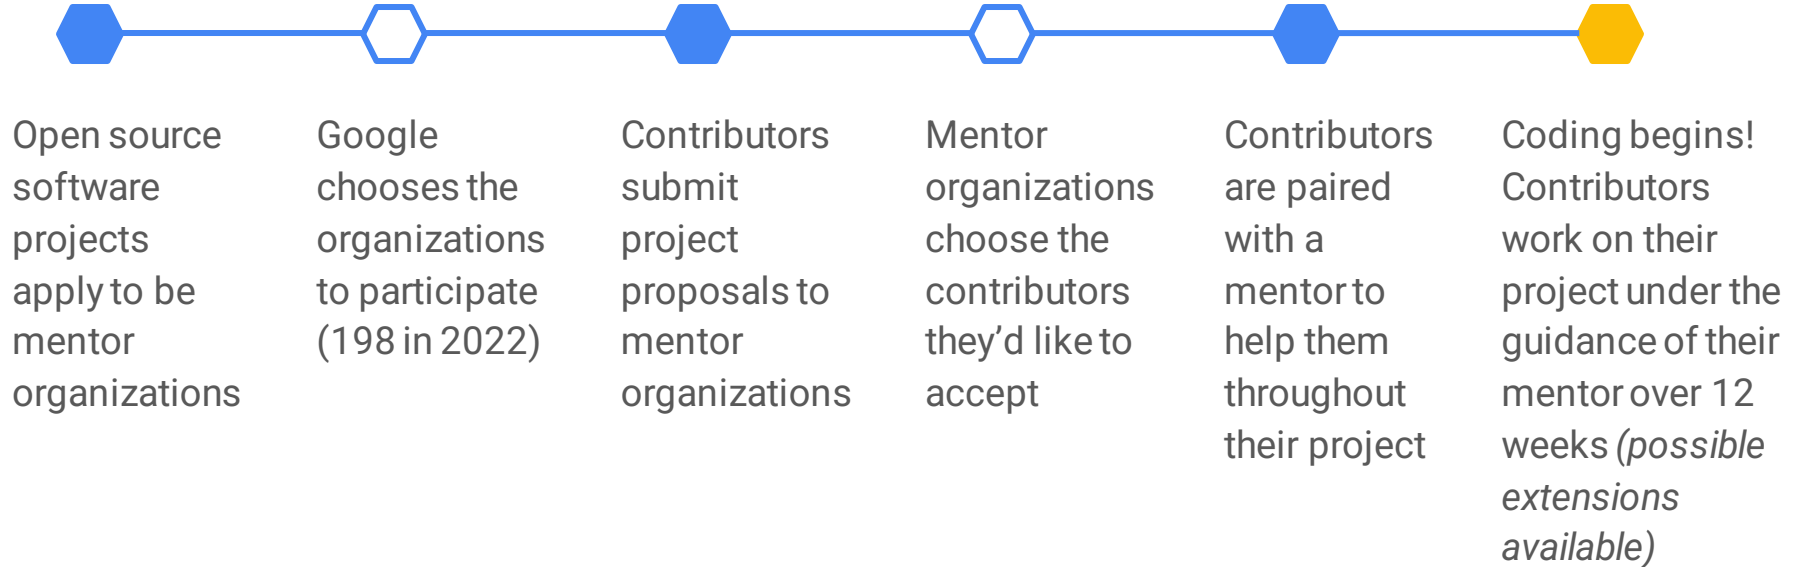 Open source
software
projects
apply to be
mentor
organizations
Google
chooses the
organizations
to participate
(198 in 2022)
Contributors
submit
project
proposals to
mentor
organizations
Mentor
organizations
choose the
contributors
they’d like to
accept
Contributors
are paired
with a
mentor to
help them
throughout
their project
Coding begins!
Contributors
work on their
project under the
guidance of their
mentor over 12
weeks (possible
extensions
available)